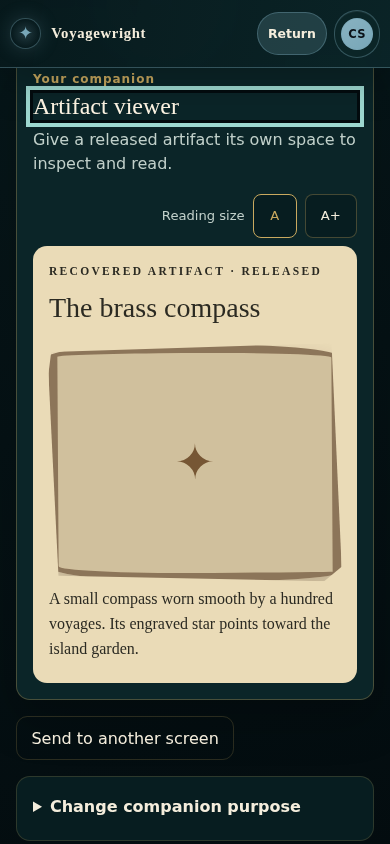 Voyagewright
Return
CS
Your companion
Artifact viewer
Give a released artifact its own space to
inspect and read.
Reading size
A
A+
RECOVERED ARTIFACT · RELEASED
The brass compass
A small compass worn smooth by a hundred
voyages. Its engraved star points toward the
island garden.
Send to another screen
Change companion purpose